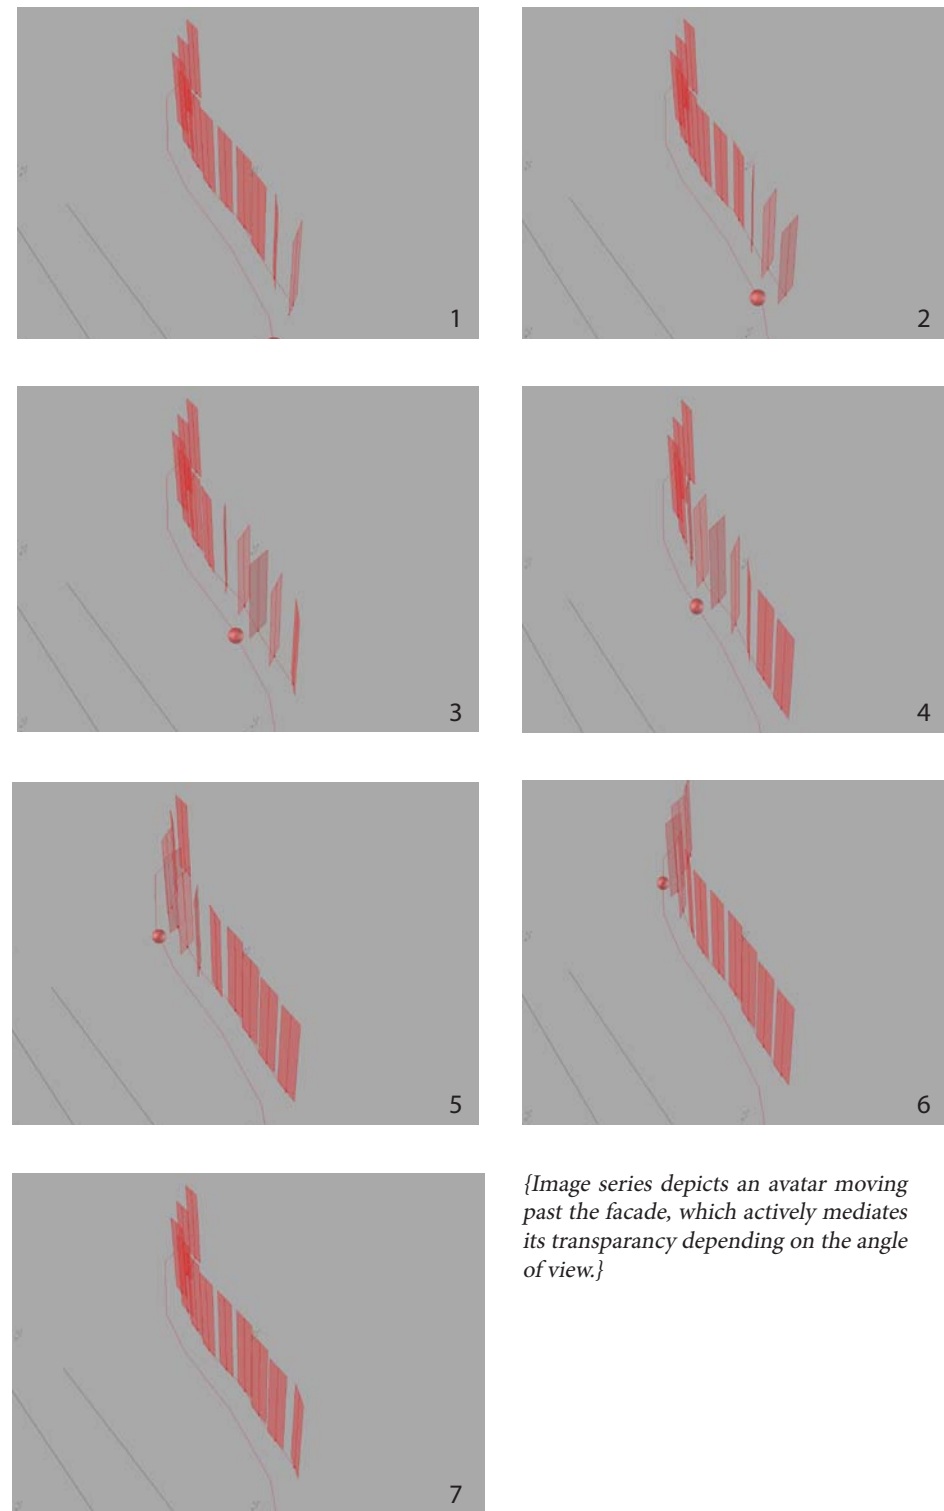 1
2
3
4
5
6
{Image series depicts an avatar moving
past the facade, which actively mediates
its transparancy depending on the angle
of view.}
7